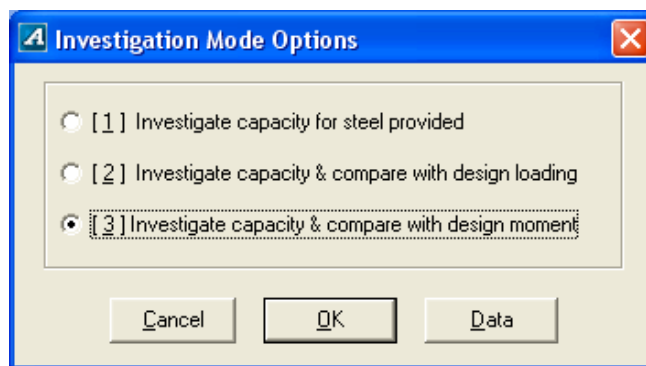 Investigation Mode Options
[ 1 ] Investigate capacity for steel provided
[ 2 ] Investigate capacity & compare with design loading
[ 3 ] Investigate capacity & compare with design moment
Cancel OK Data